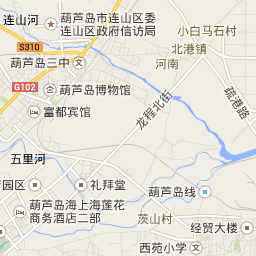 连山河
葫芦岛市连山区委
连山区政府信访局
小白马石村
S310
北港镇
葫芦岛三中
河南
G102
葫芦岛博物馆
疏港路
富都宾馆
龙程北街
五里河
园区
礼拜堂
葫芦岛线
葫芦岛海上海莲花
商务酒店二部
茨山村
经贸大楼
西苑小学